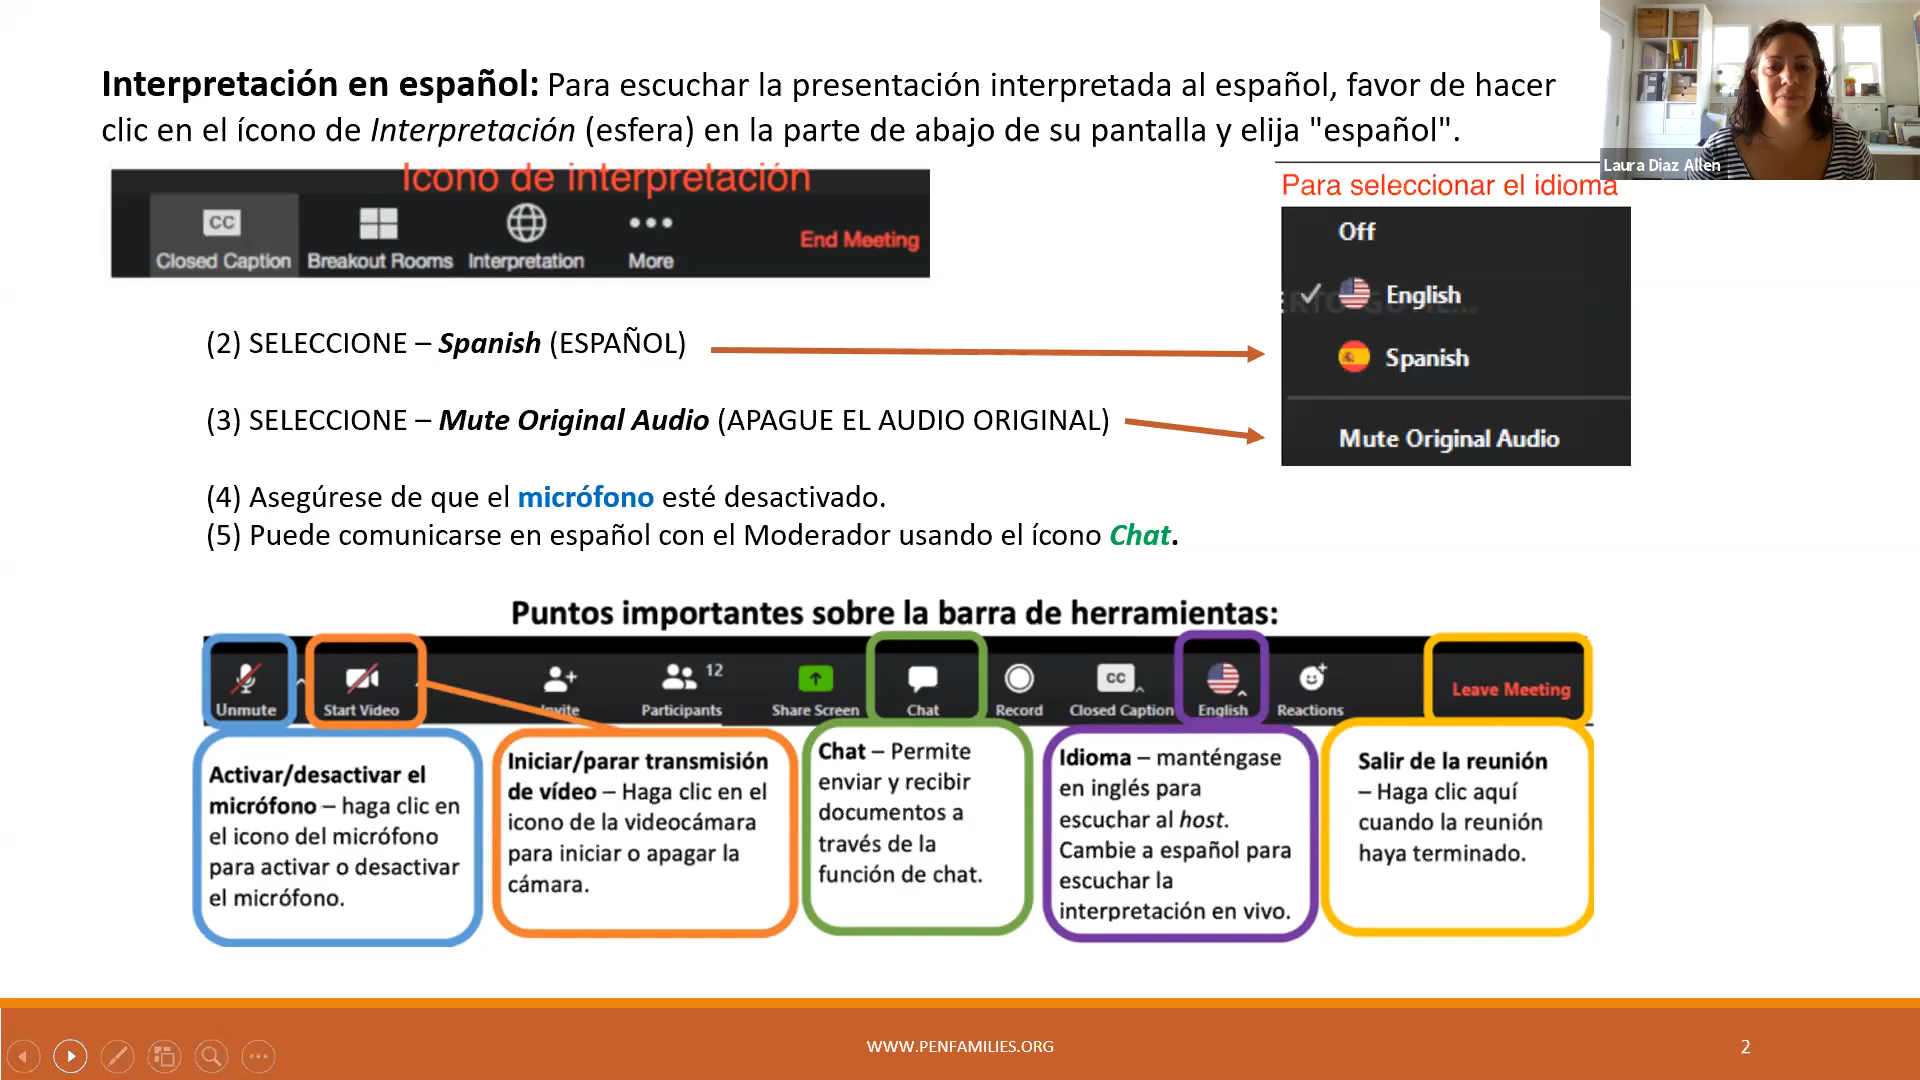 Interpretación en español: Para escuchar la presentación interpretada al español, favor de hacer
clic en el ícono de Interpretación (esfera) en la parte de abajo de su pantalla y elija "español".
Laura Diaz Allen
Icono de interpretación
CC
Closed Caption
Breakout Rooms
Interpretation
More
End Meeting
Para seleccionar el idioma
Off
English
Spanish
Mute Original Audio
(2) SELECCIONE – Spanish (ESPAÑOL)
(3) SELECCIONE – Mute Original Audio (APAGUE EL AUDIO ORIGINAL)
(4) Asegúrese de que el micrófono esté desactivado.
(5) Puede comunicarse en español con el Moderador usando el ícono Chat.
Puntos importantes sobre la barra de herramientas:
Unmute
Start Video
Invite
12
Participants
Share Screen
Chat
Record
CC
Closed Caption
English
Reactions
Leave Meeting
Activar/desactivar el
micrófono – haga clic en
el icono del micrófono
para activar o desactivar
el micrófono.
Iniciar/parar transmisión
de vídeo – Haga clic en el
icono de la videocámara
para iniciar o apagar la
cámara.
Chat – Permite
enviar y recibir
documentos a
través de la
función de chat.
Idioma – manténgase
en inglés para
escuchar al host.
Cambie a español para
escuchar la
interpretación en vivo.
Salir de la reunión
– Haga clic aquí
cuando la reunión
haya terminado.
WWW.PENFAMILIES.ORG
2